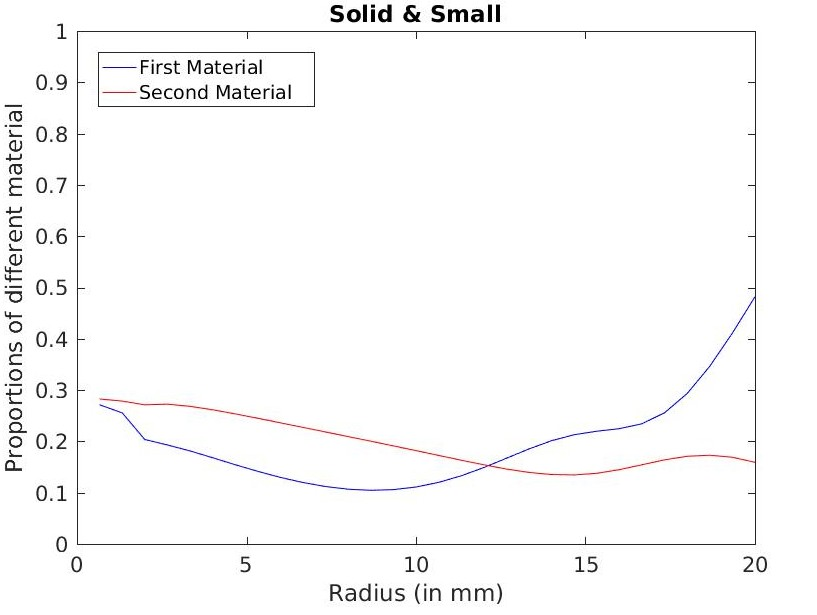 Solid & Small
First Material
Second Material
Proportions of different material
1
0.9
0.8
0.7
0.6
0.5
0.4
0.3
0.2
0.1
0
0 5 10 15 20
Radius (in mm)